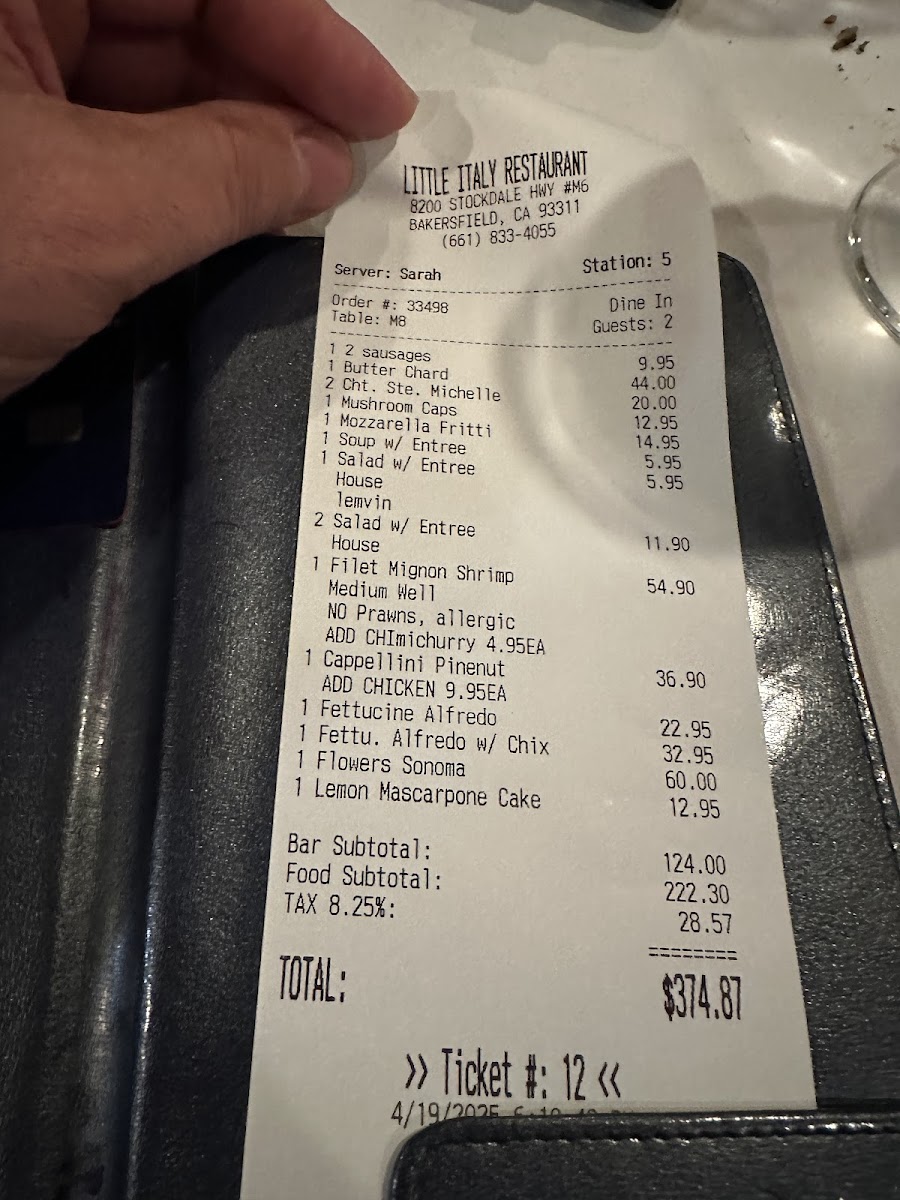 LITTLE ITALY RESTAURANT
8200 STOCKDALE HWY #M6
BAKERSFIELD, CA 93311
(661) 833-4055
Server: Sarah Station: 5
Order #: 33498 Dine In
Table: M8 Guests: 2
1 2 sausages 9.95
1 Butter Chard 44.00
2 Cht. Ste. Michelle 20.00
1 Mushroom Caps 12.95
1 Mozzarella Fritti 14.95
1 Soup w/ Entree 5.95
1 Salad w/ Entree 5.95
House
lemvin
2 Salad w/ Entree 11.90
House
1 Filet Mignon Shrimp 54.90
Medium Well
NO Prawns, allergic
ADD CHImichurry 4.95EA
1 Cappellini Pinenut 36.90
ADD CHICKEN 9.95EA
1 Fettucine Alfredo 22.95
1 Fettu. Alfredo w/ Chix 32.95
1 Flowers Sonoma 60.00
1 Lemon Mascarpone Cake 12.95
Bar Subtotal: 124.00
Food Subtotal: 222.30
TAX 8.25%: 28.57
========
TOTAL: $374.87
>> Ticket #: 12 <<
4/19/2025